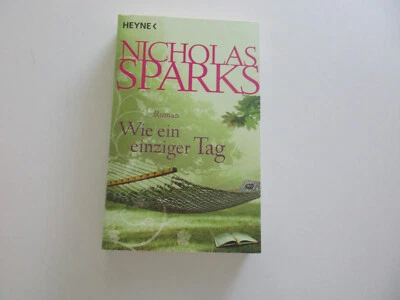 HEYNE<
NICHOLAS
SPARKS
Roman
Wie ein
einziger Tag